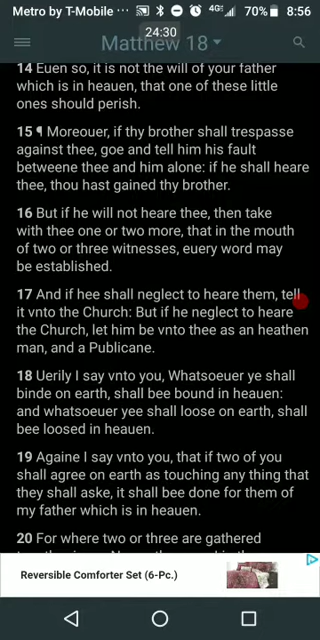 Metro by T-Mobile ··· 4G 70% 8:56
24:30
Matthew 18
14 Euen so, it is not the will of your father
which is in heauen, that one of these little
ones should perish.
15 ¶ Moreouer, if thy brother shall trespasse
against thee, goe and tell him his fault
betweene thee and him alone: if he shall heare
thee, thou hast gained thy brother.
16 But if he will not heare thee, then take
with thee one or two more, that in the mouth
of two or three witnesses, euery word may
be established.
17 And if hee shall neglect to heare them, tell
it vnto the Church: But if he neglect to heare
the Church, let him be vnto thee as an heathen
man, and a Publicane.
18 Uerily I say vnto you, Whatsoeuer ye shall
binde on earth, shall bee bound in heauen:
and whatsoeuer yee shall loose on earth, shall
bee loosed in heauen.
19 Againe I say vnto you, that if two of you
shall agree on earth as touching any thing that
they shall aske, it shall bee done for them of
my father which is in heauen.
20 For where two or three are gathered
Reversible Comforter Set (6-Pc.)